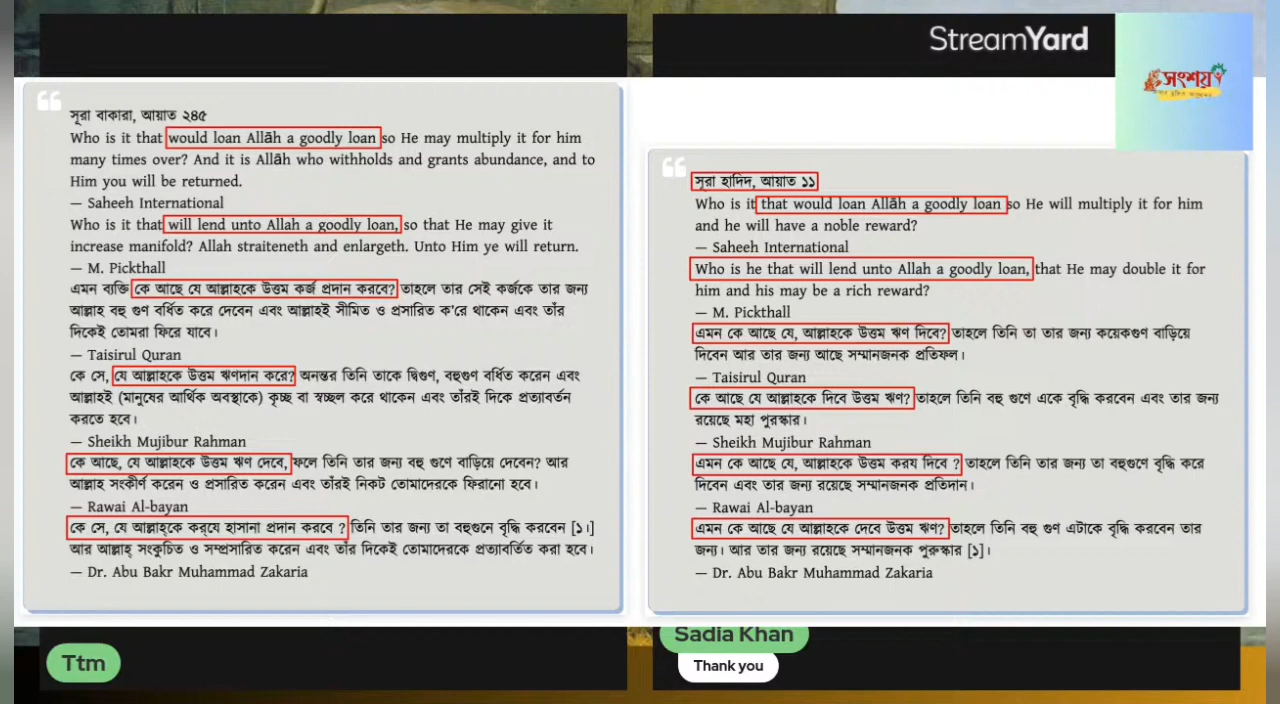 StreamYard
সংশয়
সূরা বাকারা, আয়াত ২৪৫
Who is it that would loan Allāh a goodly loan so He may multiply it for him
many times over? And it is Allāh who withholds and grants abundance, and to
Him you will be returned.
— Saheeh International
Who is it that will lend unto Allah a goodly loan, so that He may give it
increase manifold? Allah straiteneth and enlargeth. Unto Him ye will return.
— M. Pickthall
এমন ব্যক্তি কে আছে যে আল্লাহকে উত্তম কর্জ প্রদান করবে? তাহলে তার সেই কর্জকে তার জন্য
আল্লাহ বহু গুণ বর্ধিত করে দেবেন এবং আল্লাহই সীমিত ও প্রসারিত ক'রে থাকেন এবং তাঁর
দিকেই তোমরা ফিরে যাবে।
— Taisirul Quran
কে সে, যে আল্লাহকে উত্তম ঋণদান করে? অনন্তর তিনি তাকে দ্বিগুণ, বহুগুণ বর্ধিত করেন এবং
আল্লাহই (মানুষের আর্থিক অবস্থাকে) কৃচ্ছ বা স্বচ্ছল করে থাকেন এবং তাঁরই দিকে প্রত্যাবর্তন
করতে হবে।
— Sheikh Mujibur Rahman
কে আছে, যে আল্লাহকে উত্তম ঋণ দেবে, ফলে তিনি তার জন্য বহু গুণে বাড়িয়ে দেবেন? আর
আল্লাহ সংকীর্ণ করেন ও প্রসারিত করেন এবং তাঁরই নিকট তোমাদেরকে ফিরানো হবে।
— Rawai Al-bayan
কে সে, যে আল্লাহ্‌কে কর্‌যে হাসানা প্রদান করবে ? তিনি তার জন্য তা বহুগুনে বৃদ্ধি করবেন [১।]
আর আল্লাহ্‌ সংকুচিত ও সম্প্রসারিত করেন এবং তাঁর দিকেই তোমাদেরকে প্রত্যাবর্তিত করা হবে।
— Dr. Abu Bakr Muhammad Zakaria
সূরা হাদিদ, আয়াত ১১
Who is it that would loan Allāh a goodly loan so He will multiply it for him
and he will have a noble reward?
— Saheeh International
Who is he that will lend unto Allah a goodly loan, that He may double it for
him and his may be a rich reward?
— M. Pickthall
এমন কে আছে যে, আল্লাহকে উত্তম ঋণ দিবে? তাহলে তিনি তা তার জন্য কয়েকগুণ বাড়িয়ে
দিবেন আর তার জন্য আছে সম্মানজনক প্রতিফল।
— Taisirul Quran
কে আছে যে আল্লাহকে দিবে উত্তম ঋণ? তাহলে তিনি বহু গুণে একে বৃদ্ধি করবেন এবং তার জন্য
রয়েছে মহা পুরস্কার।
— Sheikh Mujibur Rahman
এমন কে আছে যে, আল্লাহকে উত্তম করয দিবে ? তাহলে তিনি তার জন্য তা বহুগুণে বৃদ্ধি করে
দিবেন এবং তার জন্য রয়েছে সম্মানজনক প্রতিদান।
— Rawai Al-bayan
এমন কে আছে যে আল্লাহকে দেবে উত্তম ঋণ? তাহলে তিনি বহু গুণ এটাকে বৃদ্ধি করবেন তার
জন্য। আর তার জন্য রয়েছে সম্মানজনক পুরুস্কার [১]।
— Dr. Abu Bakr Muhammad Zakaria
Ttm
Sadia Khan
Thank you